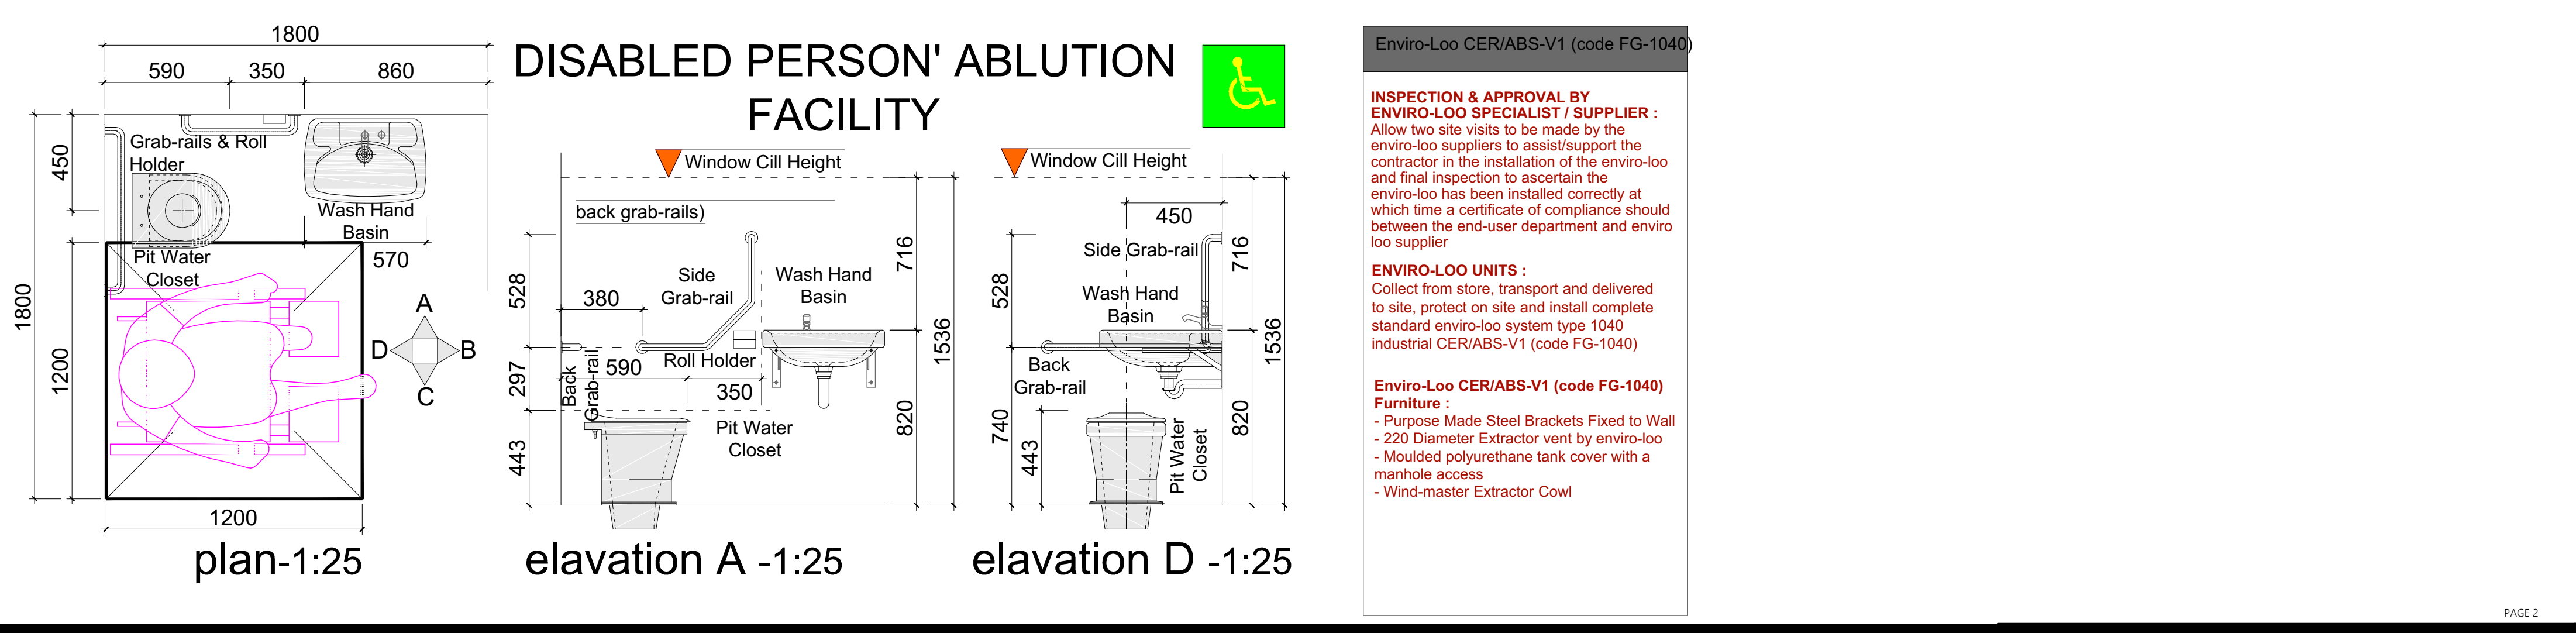 1800
590
350
860
450
1800
1200
Grab-rails & Roll
Holder
Wash Hand
Basin
570
Pit Water
Closet
A
D
B
C
1200
plan-1:25
DISABLED PERSON' ABLUTION
FACILITY
Window Cill Height
back grab-rails)
528
297
443
380
590
350
Side
Grab-rail
Wash Hand
Basin
Roll Holder
Back
Grab-rail
Pit Water
Closet
716
820
1536
elavation A -1:25
Window Cill Height
450
Side Grab-rail
528
740
443
Wash Hand
Basin
Back
Grab-rail
Pit Water
Closet
716
820
1536
elavation D -1:25
Enviro-Loo CER/ABS-V1 (code FG-1040)
INSPECTION & APPROVAL BY
ENVIRO-LOO SPECIALIST / SUPPLIER :
Allow two site visits to be made by the
enviro-loo suppliers to assist/support the
contractor in the installation of the enviro-loo
and final inspection to ascertain the
enviro-loo has been installed correctly at
which time a certificate of compliance should
between the end-user department and enviro
loo supplier
ENVIRO-LOO UNITS :
Collect from store, transport and delivered
to site, protect on site and install complete
standard enviro-loo system type 1040
industrial CER/ABS-V1 (code FG-1040)
Enviro-Loo CER/ABS-V1 (code FG-1040)
Furniture :
- Purpose Made Steel Brackets Fixed to Wall
- 220 Diameter Extractor vent by enviro-loo
- Moulded polyurethane tank cover with a
manhole access
- Wind-master Extractor Cowl
PAGE 2